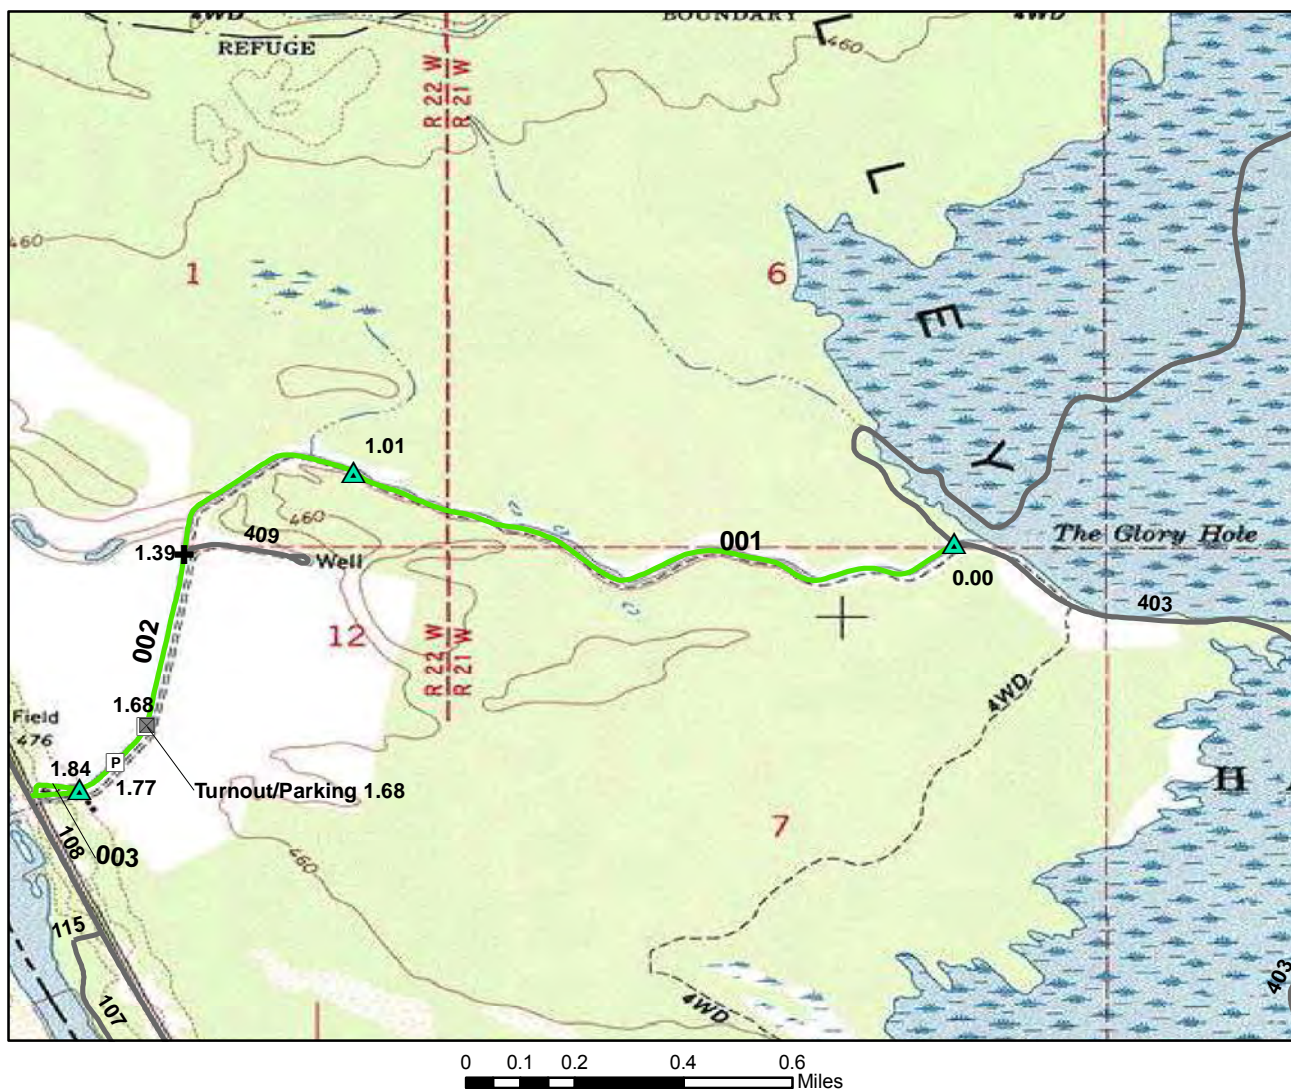 4WD
REFUGE
BOUNDARY
4WD
460
L
R 22 W
R 21 W
L
460
1
6
E
1.01
Y
460
409
Well
1.39
001
The Glory Hole
0.00
403
002
12
R 22 W
R 21 W
4WD
1.68
Field
476
P
1.84
1.77
Turnout/Parking 1.68
H
7
108
003
460
115
107
4WD
403
0 0.1 0.2 0.4 0.6
Miles